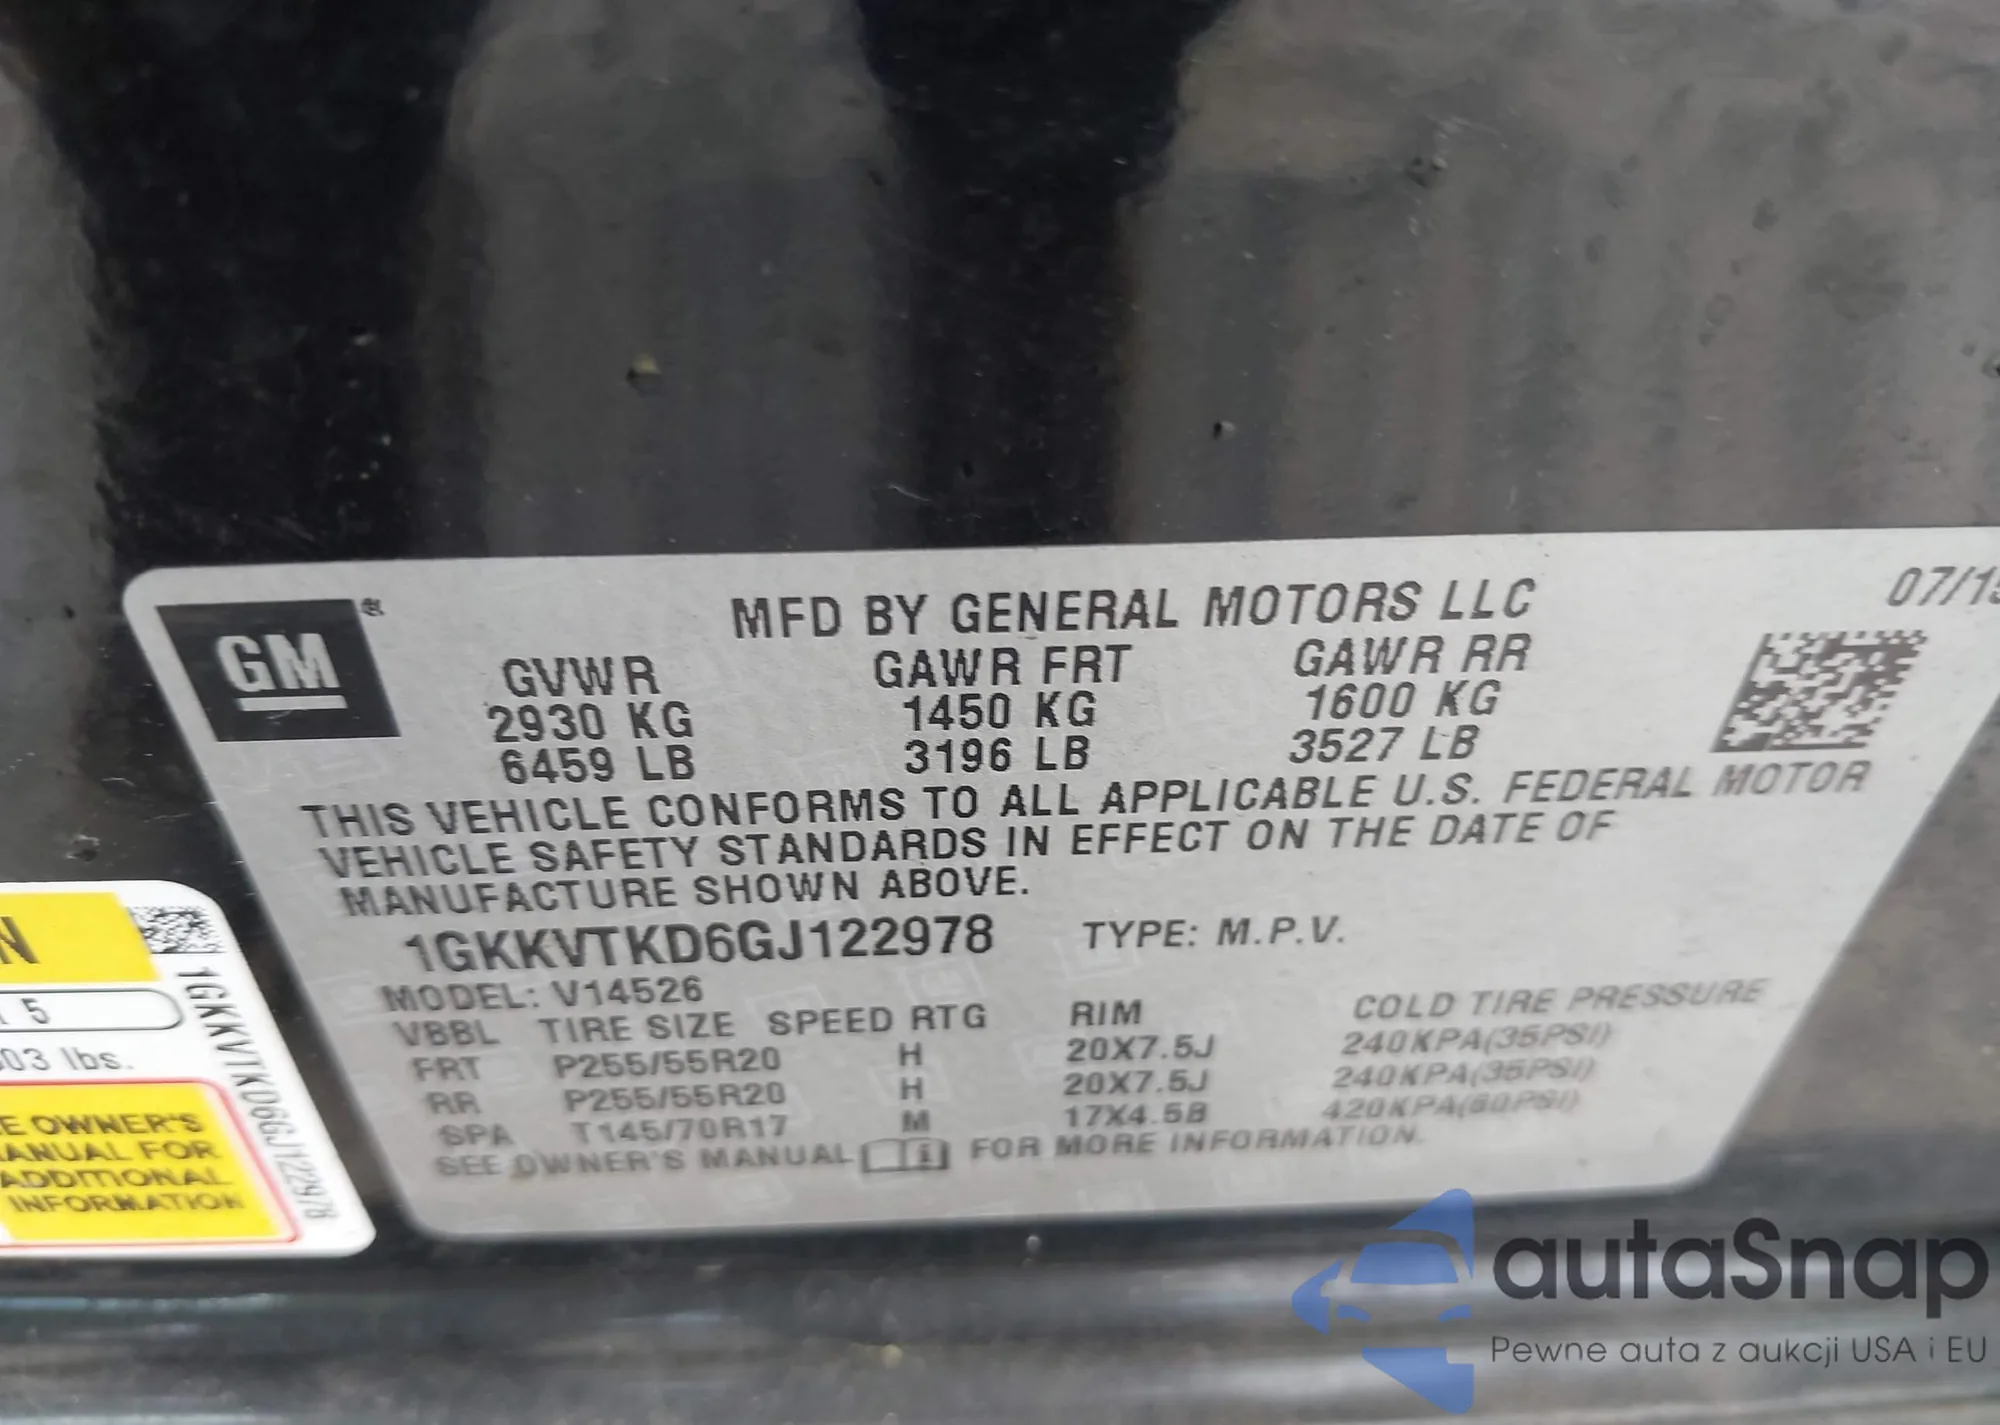 07/15
MFD BY GENERAL MOTORS LLC
GM
GVWR GAWR FRT GAWR RR
2930 KG 1450 KG 1600 KG
6459 LB 3196 LB 3527 LB
THIS VEHICLE CONFORMS TO ALL APPLICABLE U.S. FEDERAL MOTOR
VEHICLE SAFETY STANDARDS IN EFFECT ON THE DATE OF
MANUFACTURE SHOWN ABOVE.
1GKKVTKD6GJ122978 TYPE: M.P.V.
MODEL: V14526
VBBL TIRE SIZE SPEED RTG RIM COLD TIRE PRESSURE
FRT P255/55R20 H 20X7.5J 240KPA(35PSI)
RR P255/55R20 H 20X7.5J 240KPA(35PSI)
SPA T145/70R17 M 17X4.5B 420KPA(60PSI)
SEE OWNER'S MANUAL FOR MORE INFORMATION.
N
5
03 lbs.
E OWNER'S
ANUAL FOR
ADDITIONAL
INFORMATION
1GKKVTKD6GJ122978
autaSnap
Pewne auta z aukcji USA i EU